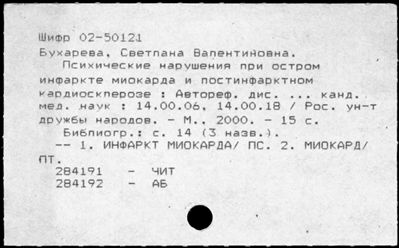 Шифр 02-50121
Бухарева, Светлана Валентиновна.
Психические нарушения при остром
инфаркте миокарда и постинфарктном
кардиосклерозе : Автореф. дис. ... канд.
мед. наук : 14.00.06, 14.00.18 / Рос. ун-т
дружбы народов. - М., 2000. - 15 с.
Библиогр.: с. 14 (3 назв.).
-- 1. ИНФАРКТ МИОКАРДА/ ПС. 2. МИОКАРД/
ПТ.
284191 - ЧИТ
284192 - АБ